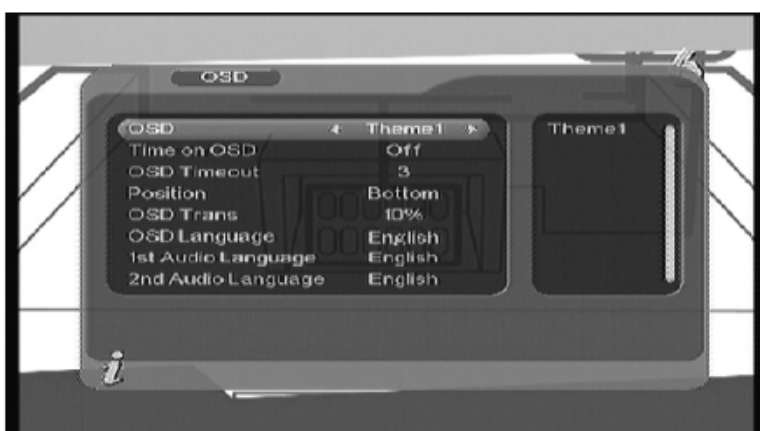 OSD
OSD Theme1
Time on OSD Off
OSD Timeout 3
Position Bottom
OSD Trans 10%
OSD Language English
1st Audio Language English
2nd Audio Language English
Theme1
i